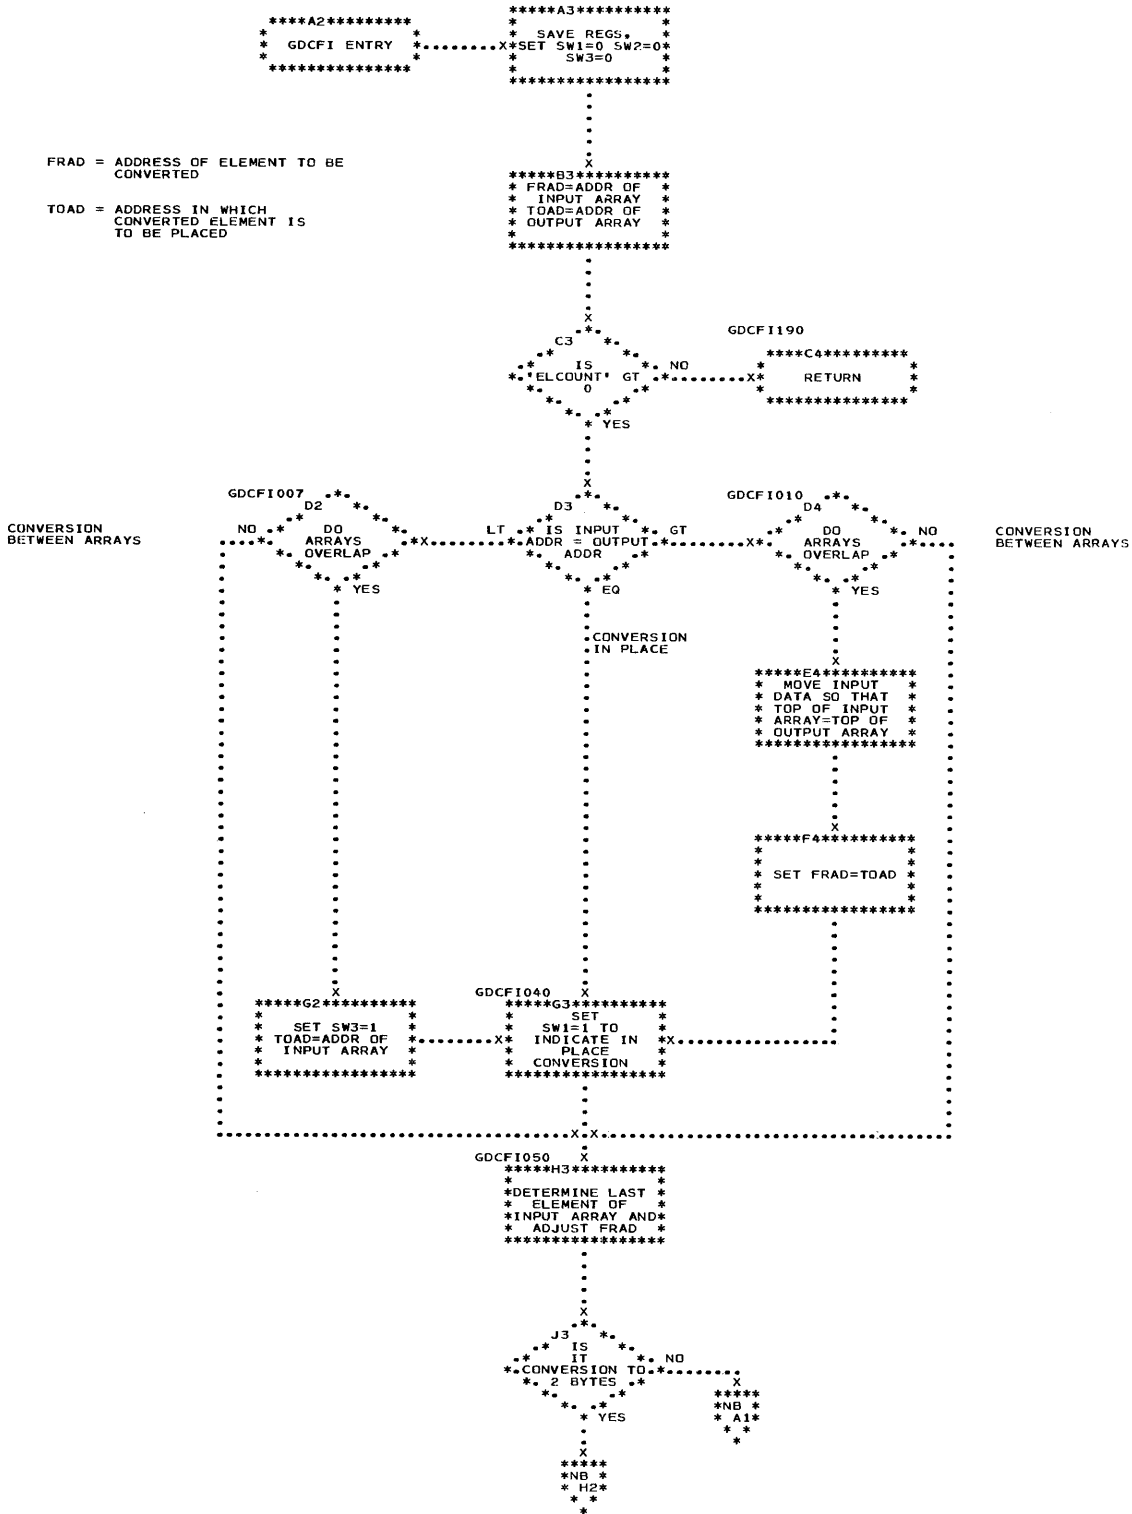 A2
GDCFI ENTRY
A3
SAVE REGS,
SET SW1=0 SW2=0
SW3=0
FRAD = ADDRESS OF ELEMENT TO BE
CONVERTED
TOAD = ADDRESS IN WHICH
CONVERTED ELEMENT IS
TO BE PLACED
B3
FRAD=ADDR OF
INPUT ARRAY
TOAD=ADDR OF
OUTPUT ARRAY
C3
IS
'ELCOUNT' GT
0
NO
YES
GDCFI190
C4
RETURN
CONVERSION
BETWEEN ARRAYS
GDCFI007
D2
NO
DO
ARRAYS
OVERLAP
YES
D3
LT
IS INPUT
ADDR = OUTPUT
ADDR
GT
EQ
GDCFI010
D4
DO
ARRAYS
OVERLAP
NO
YES
CONVERSION
BETWEEN ARRAYS
CONVERSION
IN PLACE
E4
MOVE INPUT
DATA SO THAT
TOP OF INPUT
ARRAY=TOP OF
OUTPUT ARRAY
F4
SET FRAD=TOAD
G2
SET SW3=1
TOAD=ADDR OF
INPUT ARRAY
GDCFI040
G3
SET
SW1=1 TO
INDICATE IN
PLACE
CONVERSION
GDCFI050
H3
DETERMINE LAST
ELEMENT OF
INPUT ARRAY AND
ADJUST FRAD
J3
IS
IT
CONVERSION TO
2 BYTES
NO
YES
NB
A1
NB
H2